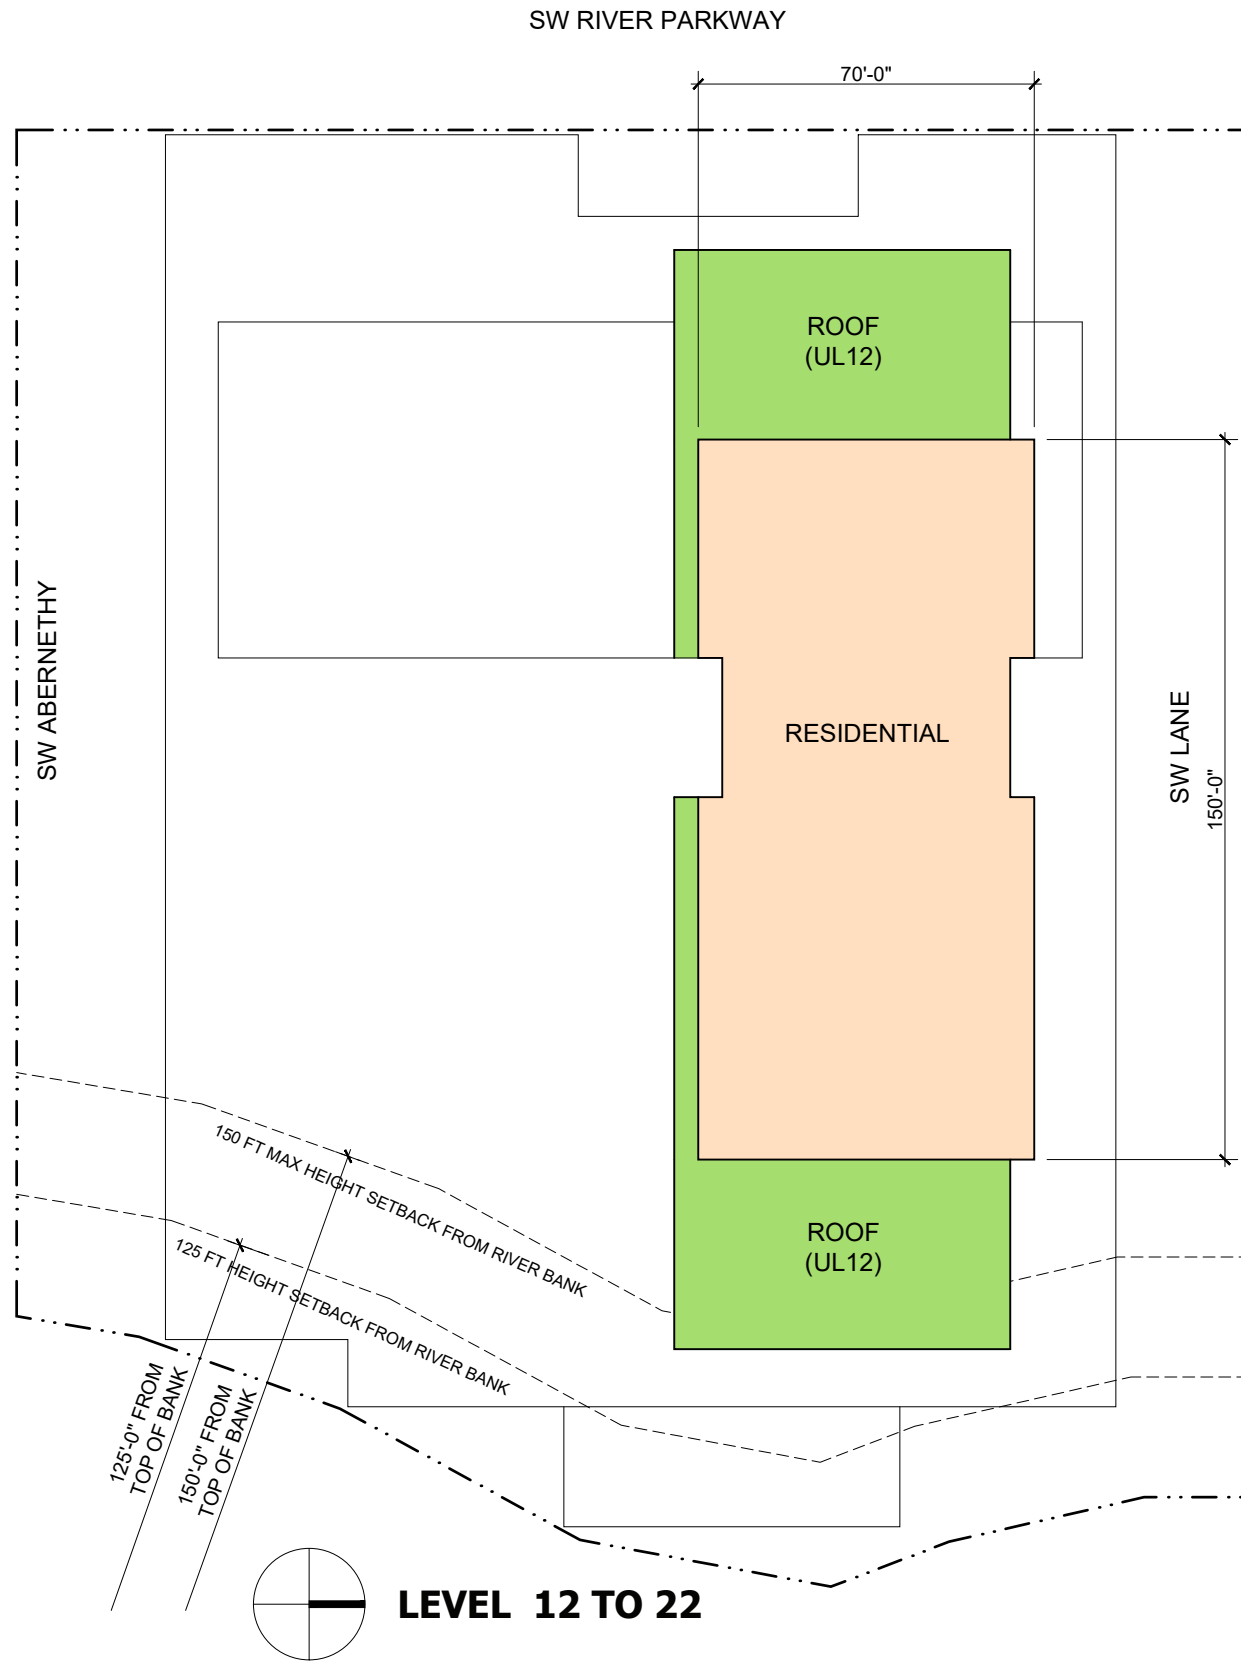 SW RIVER PARKWAY
70'-0"
ROOF
(UL12)
SW ABERNETHY
RESIDENTIAL
SW LANE
150'-0"
150 FT MAX HEIGHT SETBACK FROM RIVER BANK
125 FT HEIGHT SETBACK FROM RIVER BANK
ROOF
(UL12)
125'-0" FROM
TOP OF BANK
150'-0" FROM
TOP OF BANK
LEVEL 12 TO 22